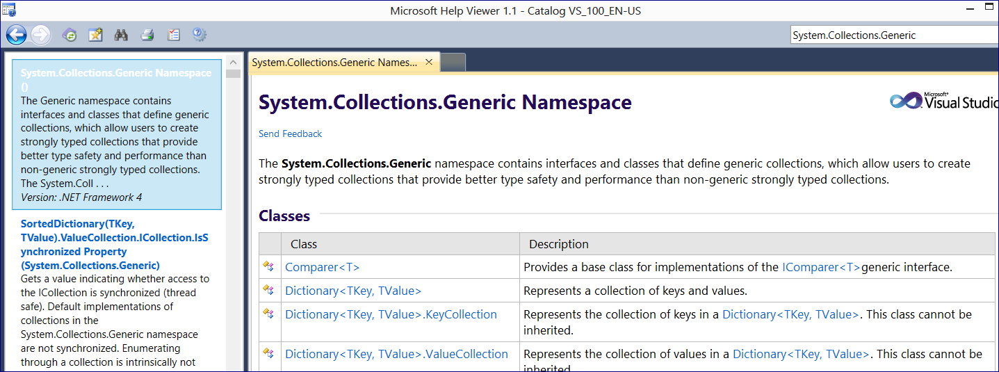 Microsoft Help Viewer 1.1 - Catalog VS_100_EN-US
System.Collections.Generic
System.Collections.Generic Namespace
()
The Generic namespace contains
interfaces and classes that define generic
collections, which allow users to create
strongly typed collections that provide
better type safety and performance than
non-generic strongly typed collections.
The System.Coll . . .
Version: .NET Framework 4
SortedDictionary(TKey,
TValue).ValueCollection.ICollection.IsS
ynchronized Property
(System.Collections.Generic)
Gets a value indicating whether access to
the ICollection is synchronized (thread
safe). Default implementations of
collections in the
System.Collections.Generic namespace
are not synchronized. Enumerating
through a collection is intrinsically not
System.Collections.Generic Names...
System.Collections.Generic Namespace
Microsoft®
Visual Studio
Send Feedback
The System.Collections.Generic namespace contains interfaces and classes that define generic collections, which allow users to create
strongly typed collections that provide better type safety and performance than non-generic strongly typed collections.
Classes
Class Description
Comparer<T> Provides a base class for implementations of the IComparer<T>generic interface.
Dictionary<TKey, TValue> Represents a collection of keys and values.
Dictionary<TKey, TValue>.KeyCollection Represents the collection of keys in a Dictionary<TKey, TValue>. This class cannot be
inherited.
Dictionary<TKey, TValue>.ValueCollection Represents the collection of values in a Dictionary<TKey, TValue>. This class cannot be
inherited.